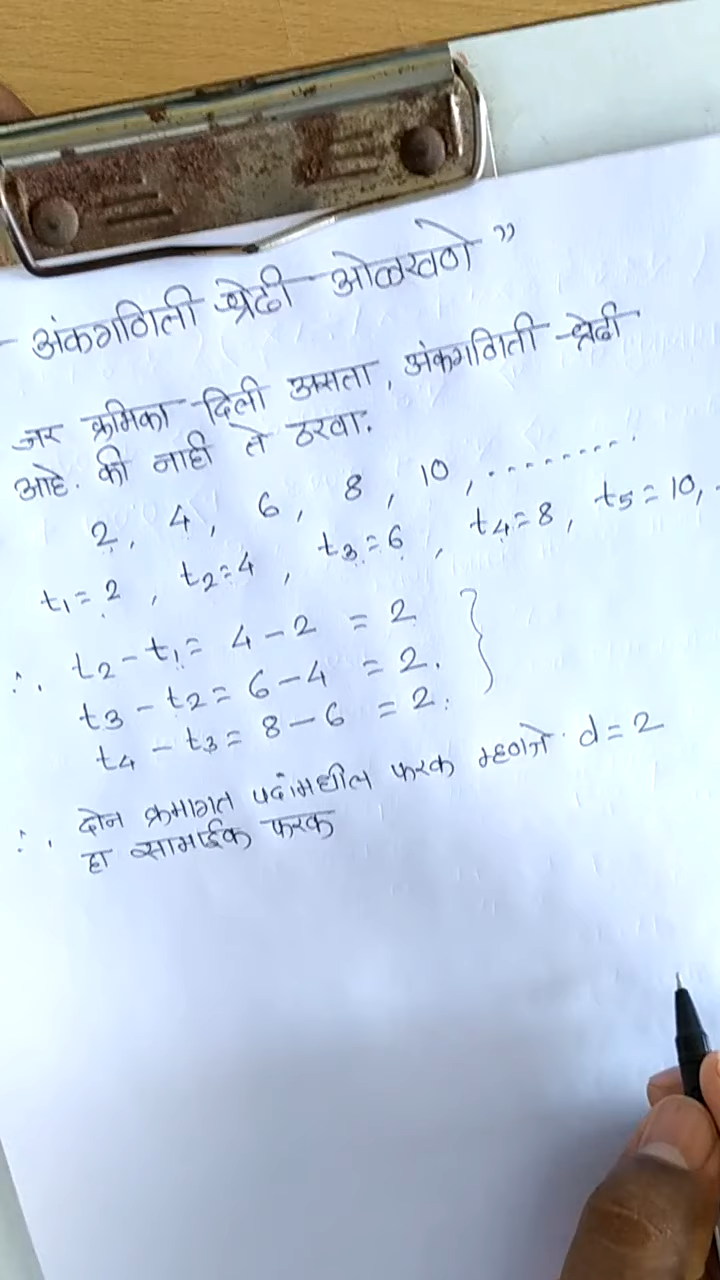 - अंकगणिती श्रेढी ओळखणे ”
जर क्रमिका दिली असता, अंकगणिती श्रेढी
आहे. की नाही ते ठरवा.
2, 4, 6, 8, 10, .........
t₁=2, t₂=4, t₃=6, t₄=8, t₅=10,
∴ t₂-t₁= 4-2 = 2
t₃-t₂= 6-4 = 2.
t₄-t₃= 8-6 = 2.
∴ दोन क्रमागत पदांमधील फरक म्हणजे d=2
हा सामाईक फरक